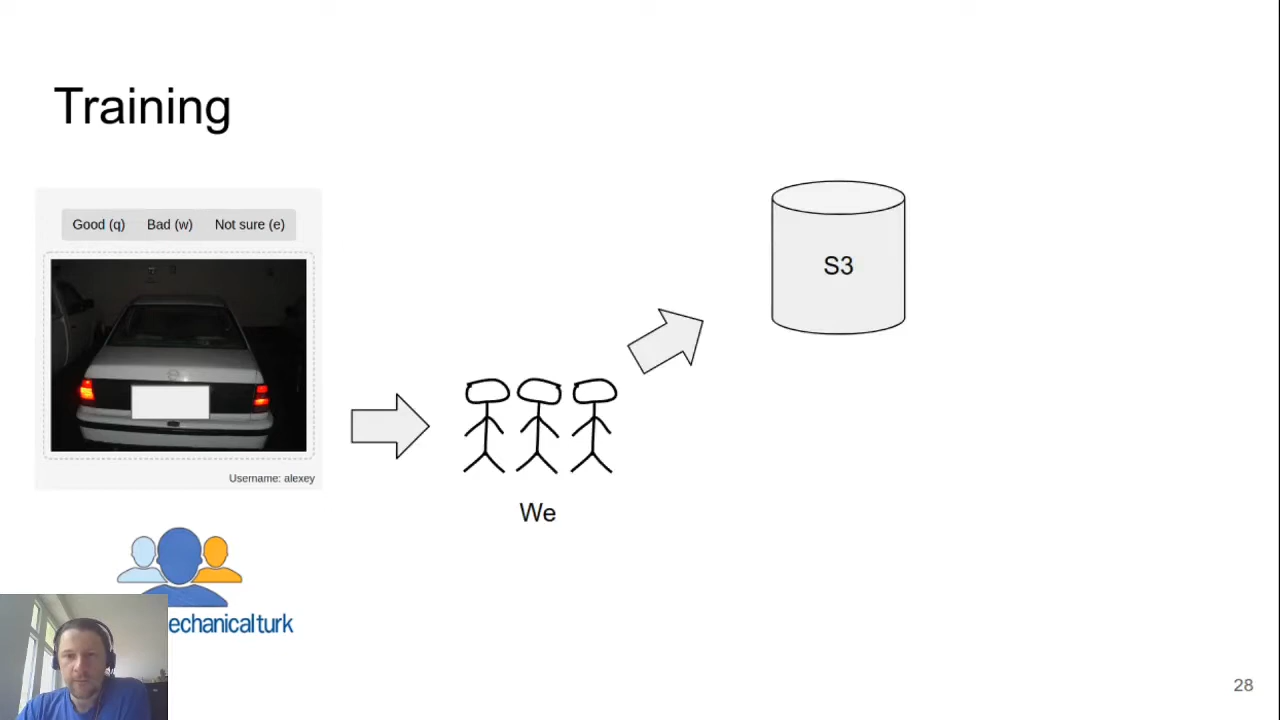 Training
Good (q) Bad (w) Not sure (e)
Username: alexey
echanicalturk
We
S3
28